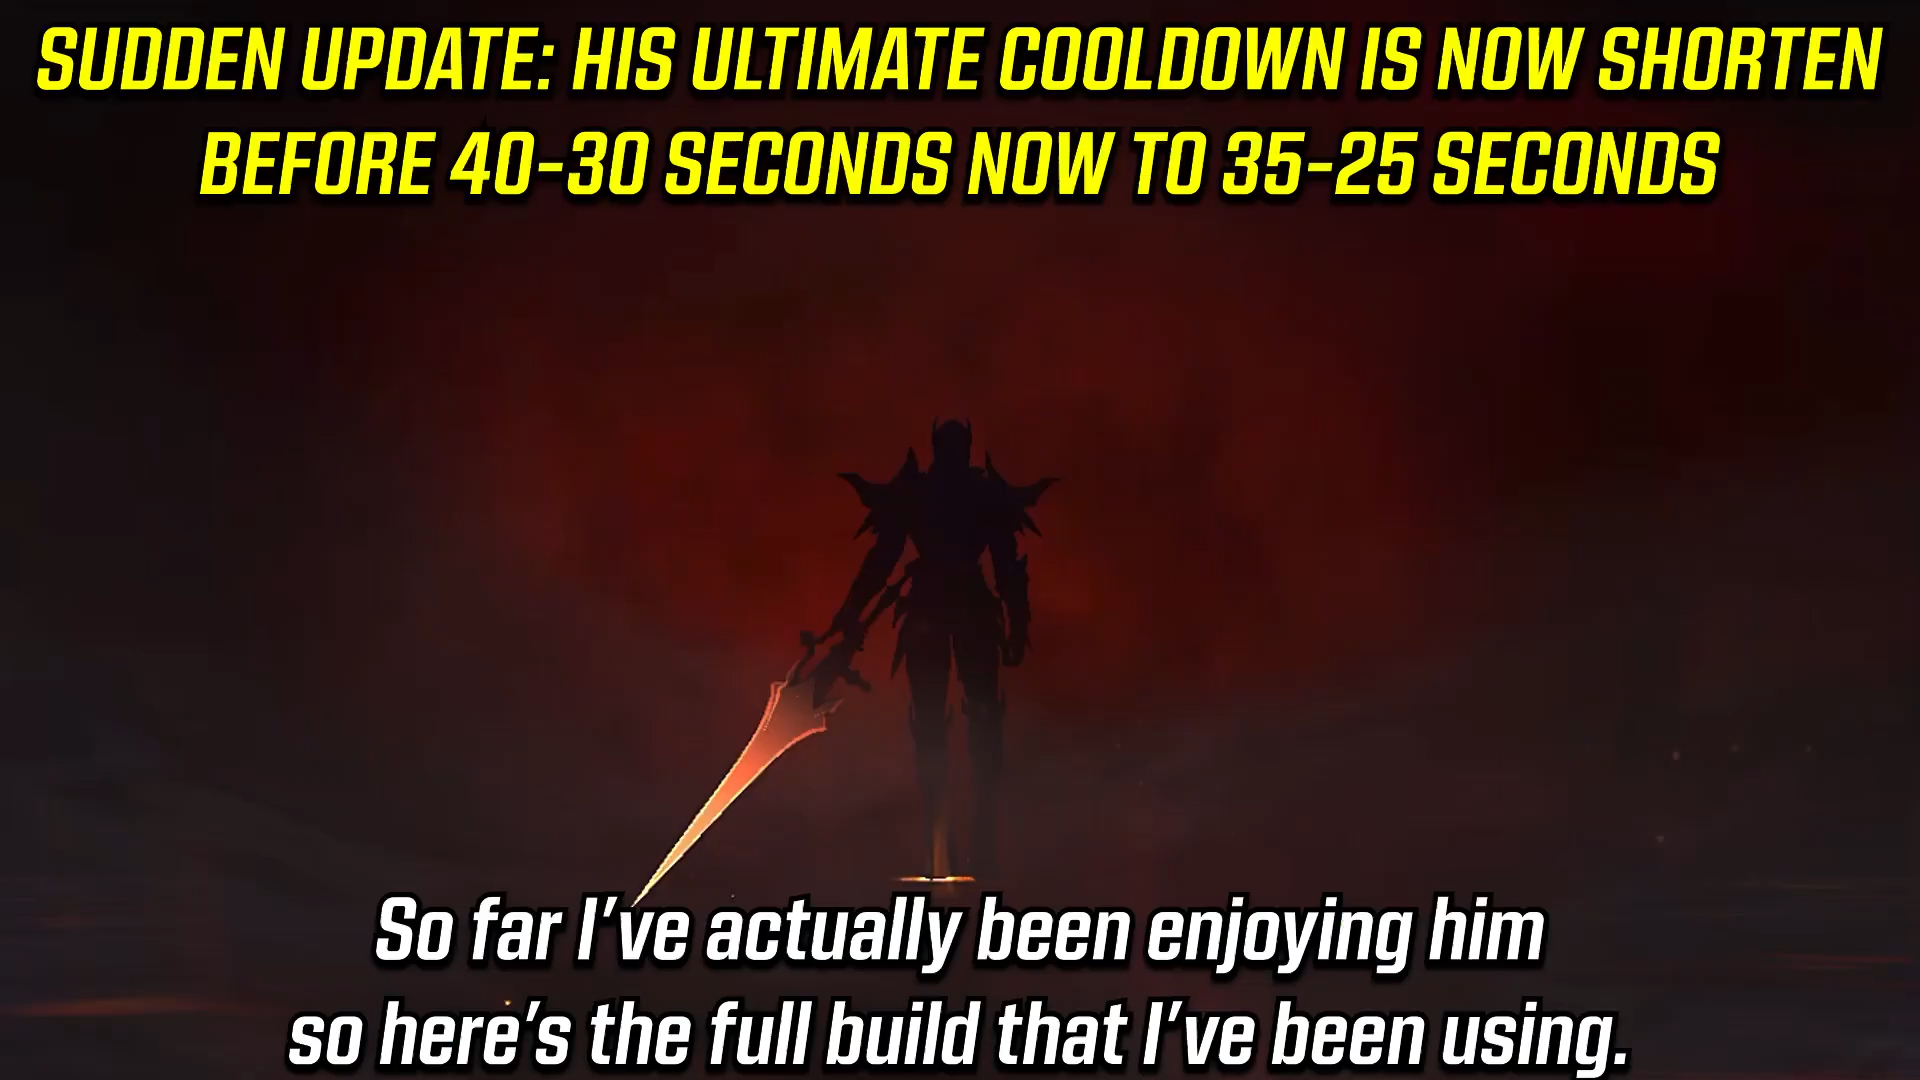 SUDDEN UPDATE: HIS ULTIMATE COOLDOWN IS NOW SHORTEN
BEFORE 40-30 SECONDS NOW TO 35-25 SECONDS
So far I've actually been enjoying him
so here's the full build that I've been using.